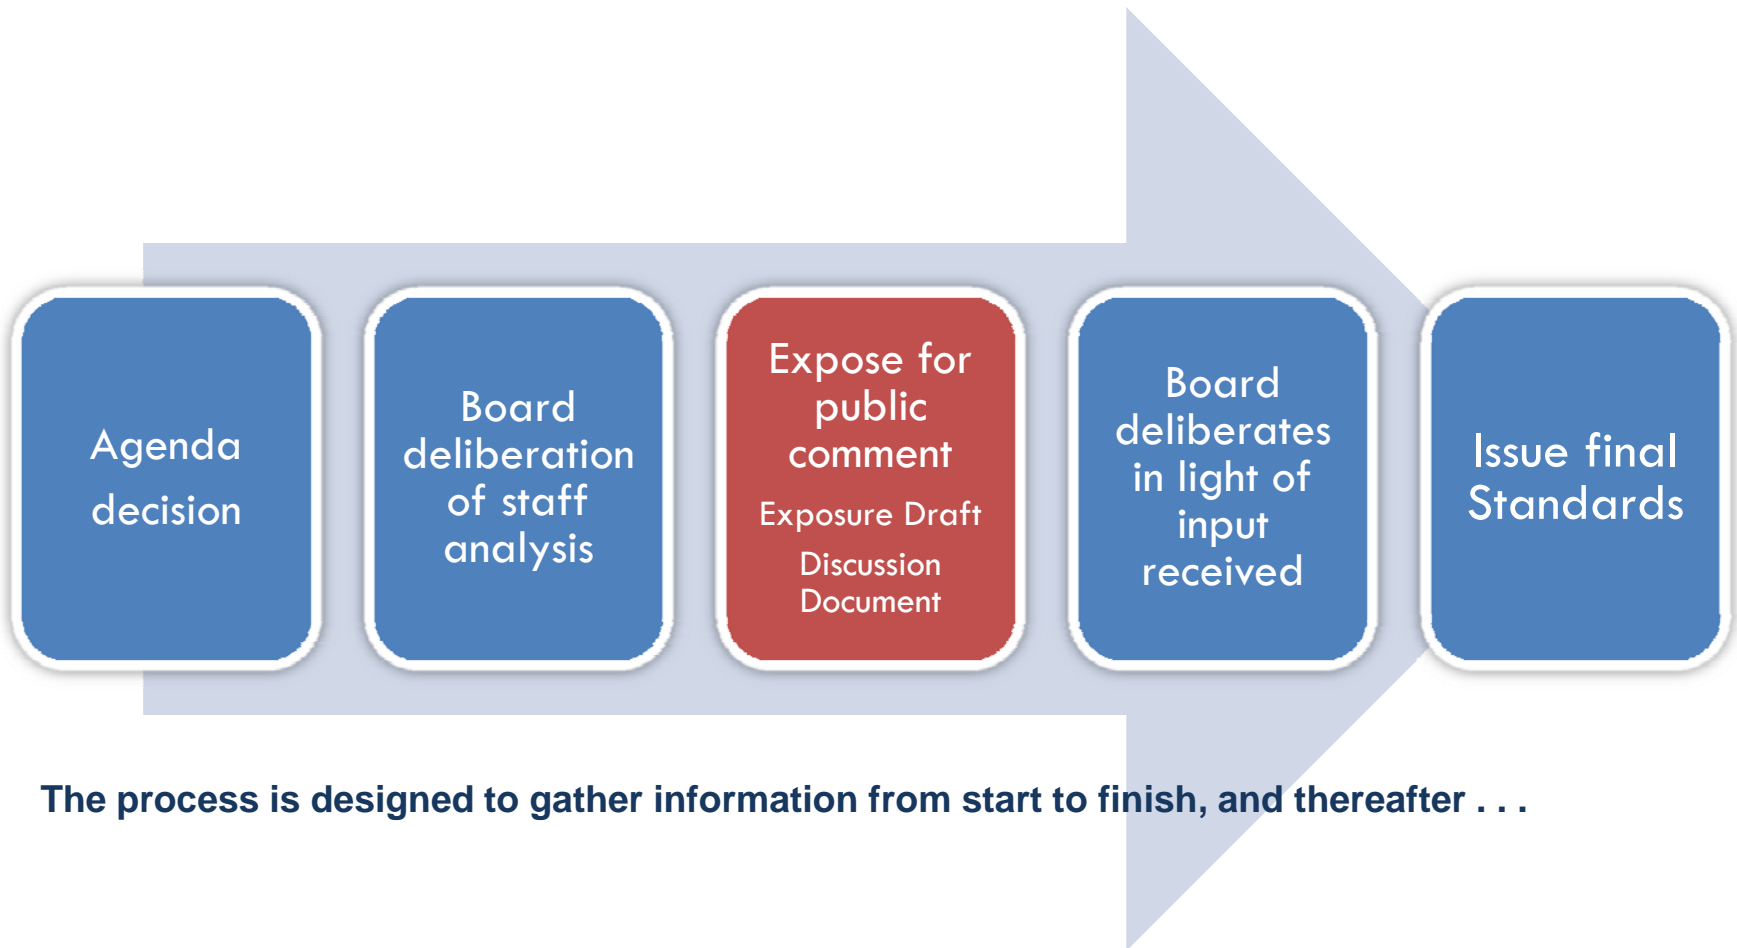 Agenda
decision
Board
deliberation
of staff
analysis
Expose for
public
comment
Exposure Draft
Discussion
Document
Board
deliberates
in light of
input
received
Issue final
Standards
The process is designed to gather information from start to finish, and thereafter . . .